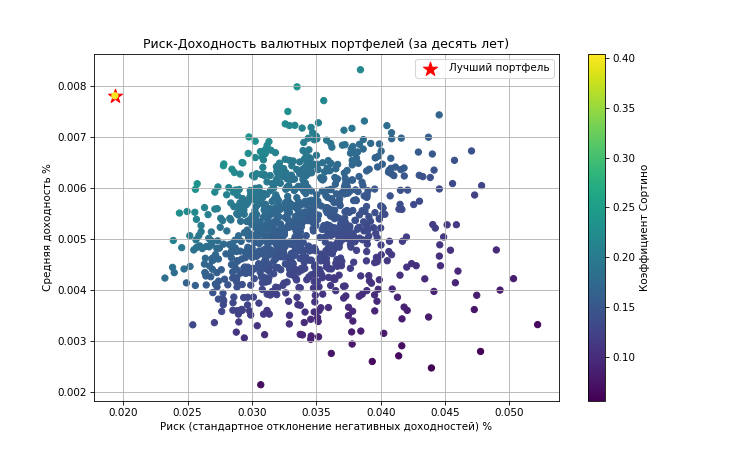 Риск-Доходность валютных портфелей (за десять лет)
Лучший портфель
0.008
0.007
0.006
0.005
0.004
0.003
0.002
Средняя доходность %
0.020 0.025 0.030 0.035 0.040 0.045 0.050
Риск (стандартное отклонение негативных доходностей) %
0.40
0.35
0.30
0.25
0.20
0.15
0.10
Коэффициент Сортино